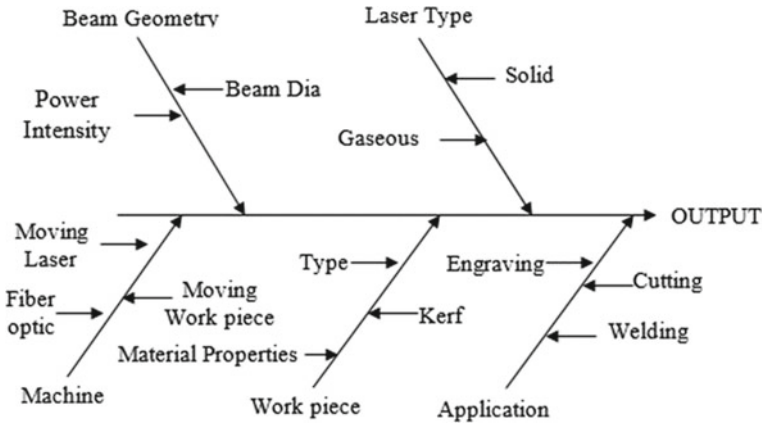 Beam Geometry
Laser Type
Solid
Beam Dia
Power
Intensity
Gaseous
OUTPUT
Moving
Laser
Type
Engraving
Cutting
Moving
Work piece
Fiber
optic
Kerf
Welding
Material Properties
Machine
Work piece
Application